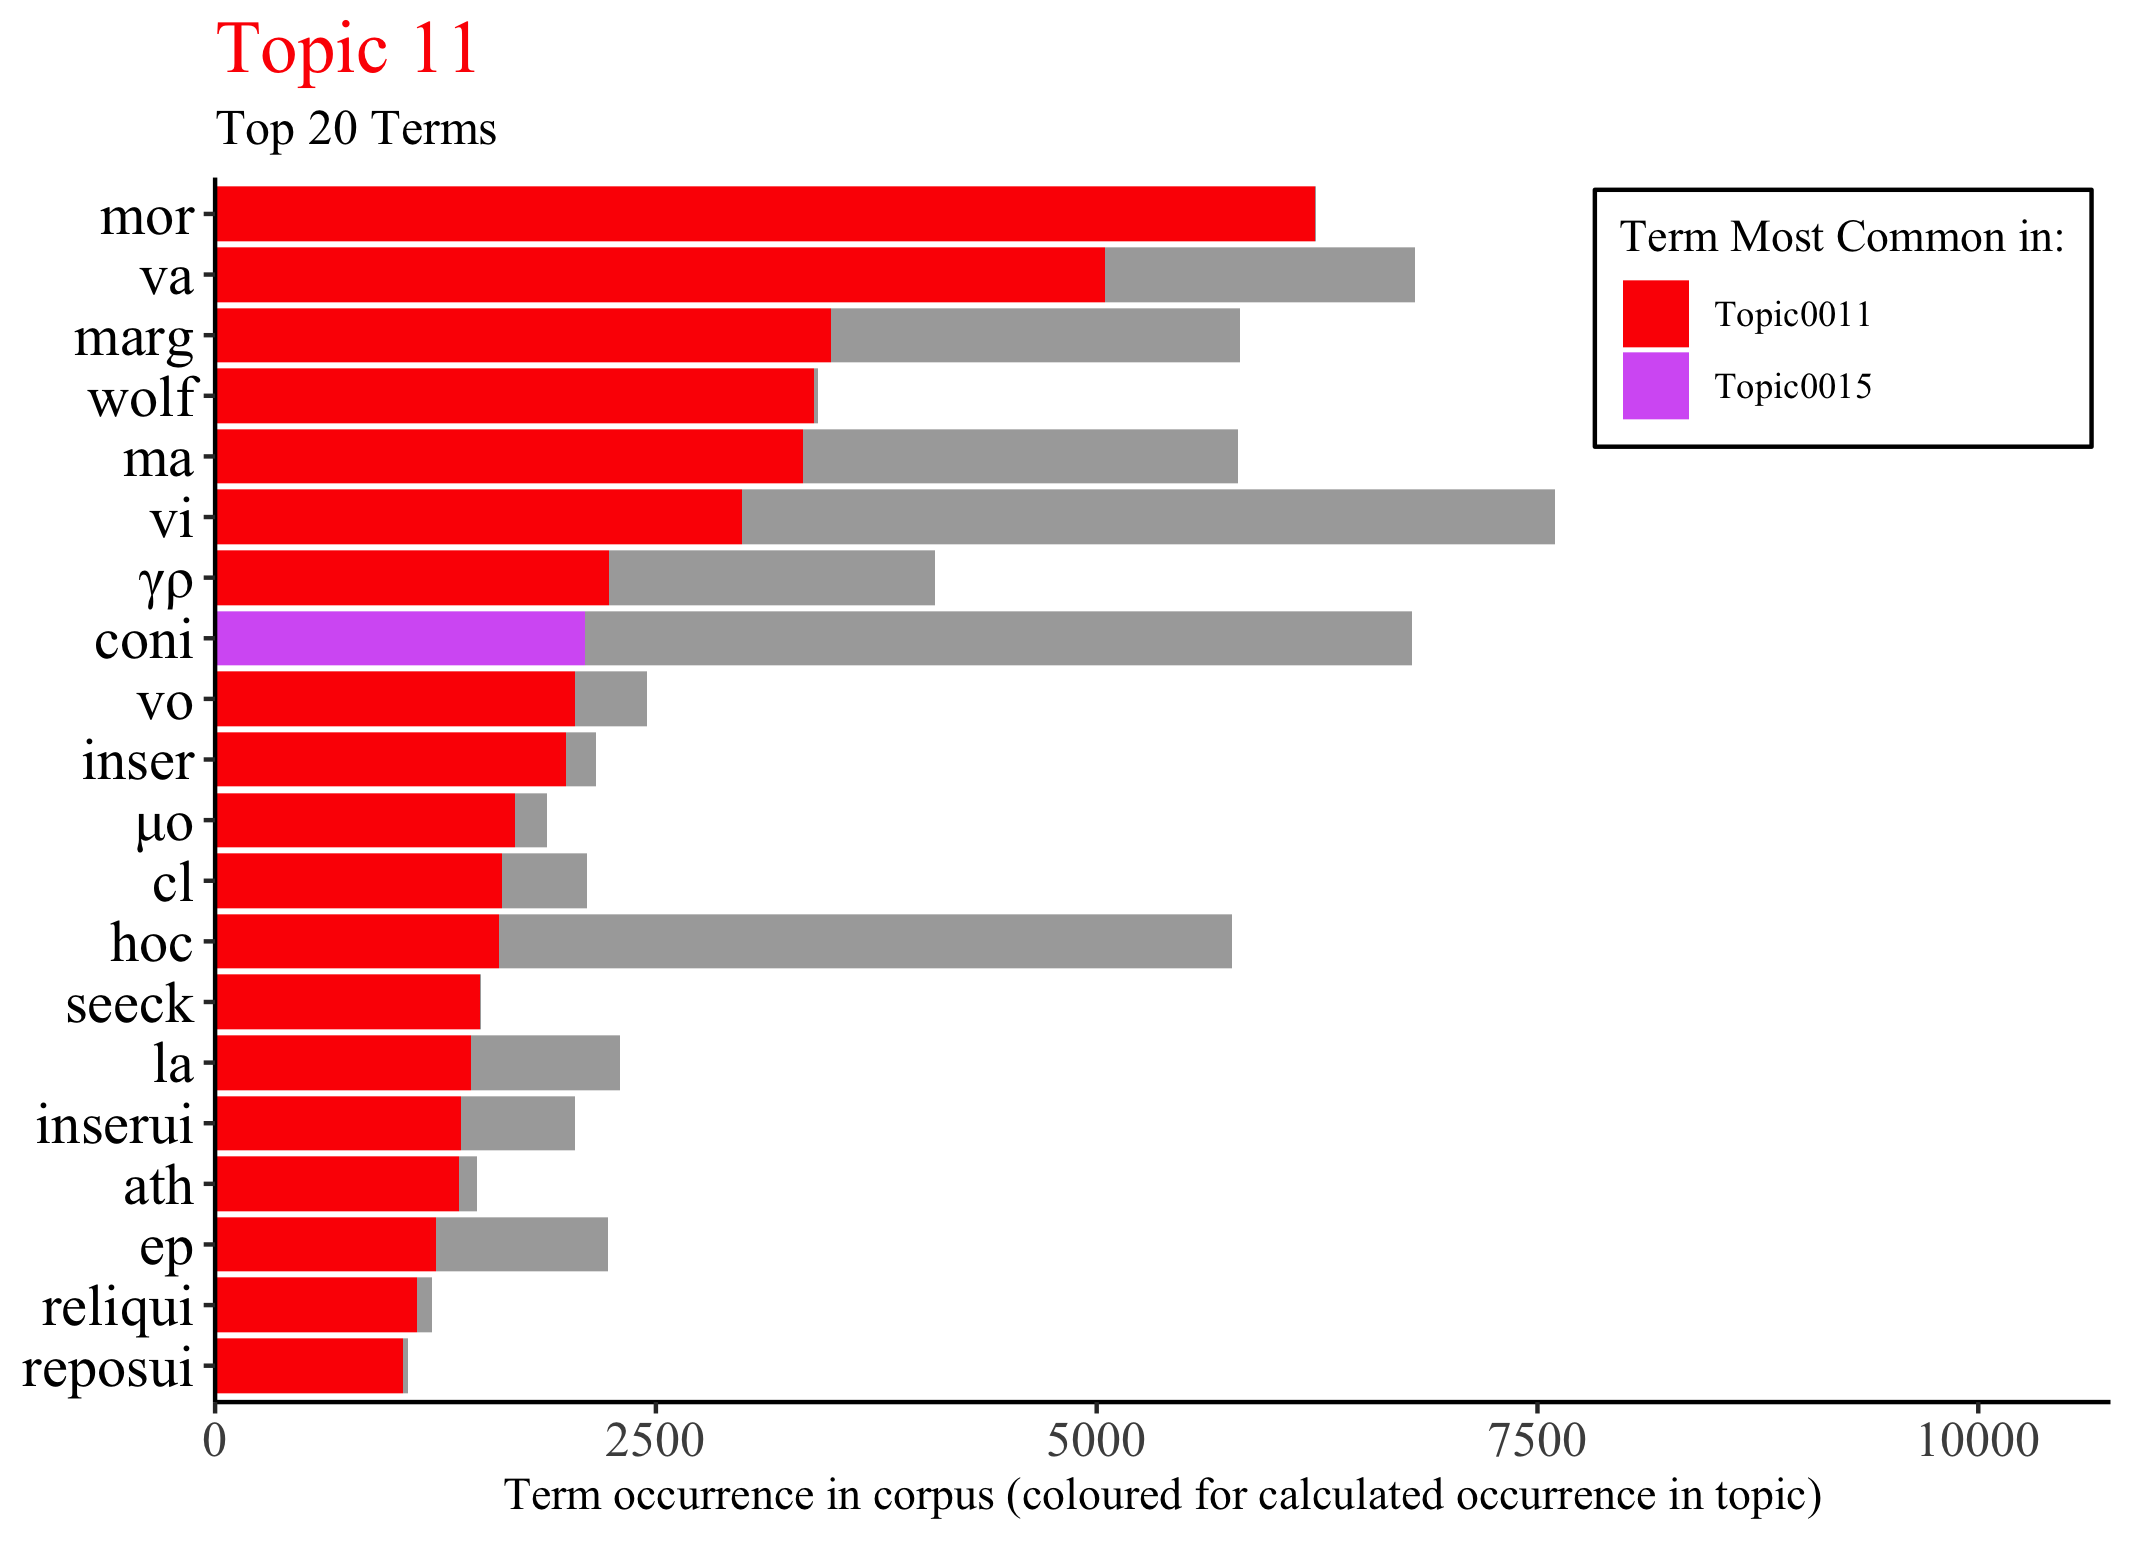 Topic 11
Top 20 Terms
mor
va
marg
wolf
ma
vi
γρ
coni
vo
inser
μο
cl
hoc
seeck
la
inserui
ath
ep
reliqui
reposui
0 2500 5000 7500 10000
Term occurrence in corpus (coloured for calculated occurrence in topic)
Term Most Common in:
Topic0011
Topic0015